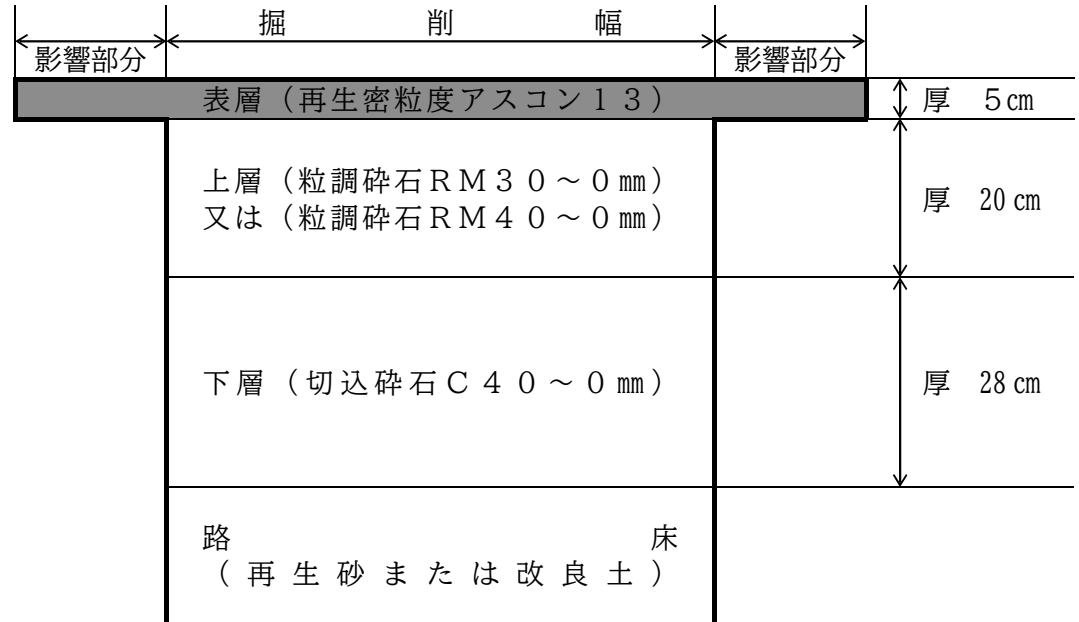 掘削幅
影響部分
影響部分
表層（再生密粒度アスコン１３）
厚 ５㎝
上層（粒調砕石ＲＭ３０～０㎜）
又は（粒調砕石ＲＭ４０～０㎜）
厚 20㎝
下層（切込砕石Ｃ４０～０㎜）
厚 28㎝
路床
（再生砂または改良土）